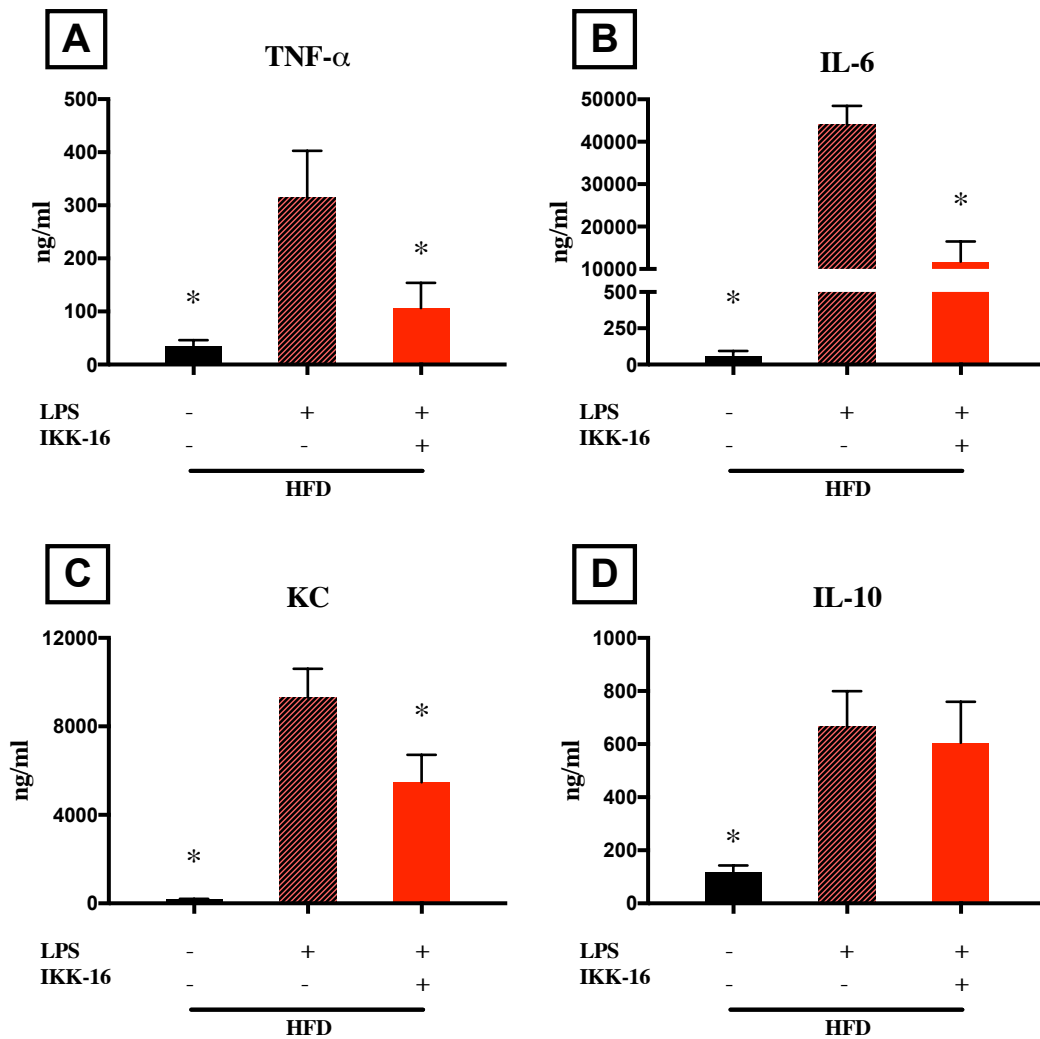 A
TNF-α
ng/ml
500
400
300
200
100
0
*
*
LPS - + +
IKK-16 - - +
HFD
B
IL-6
ng/ml
50000
40000
30000
20000
10000
500
250
0
*
*
LPS - + +
IKK-16 - - +
HFD
C
KC
ng/ml
12000
8000
4000
0
*
*
LPS - + +
IKK-16 - - +
HFD
D
IL-10
ng/ml
1000
800
600
400
200
0
*
LPS - + +
IKK-16 - - +
HFD